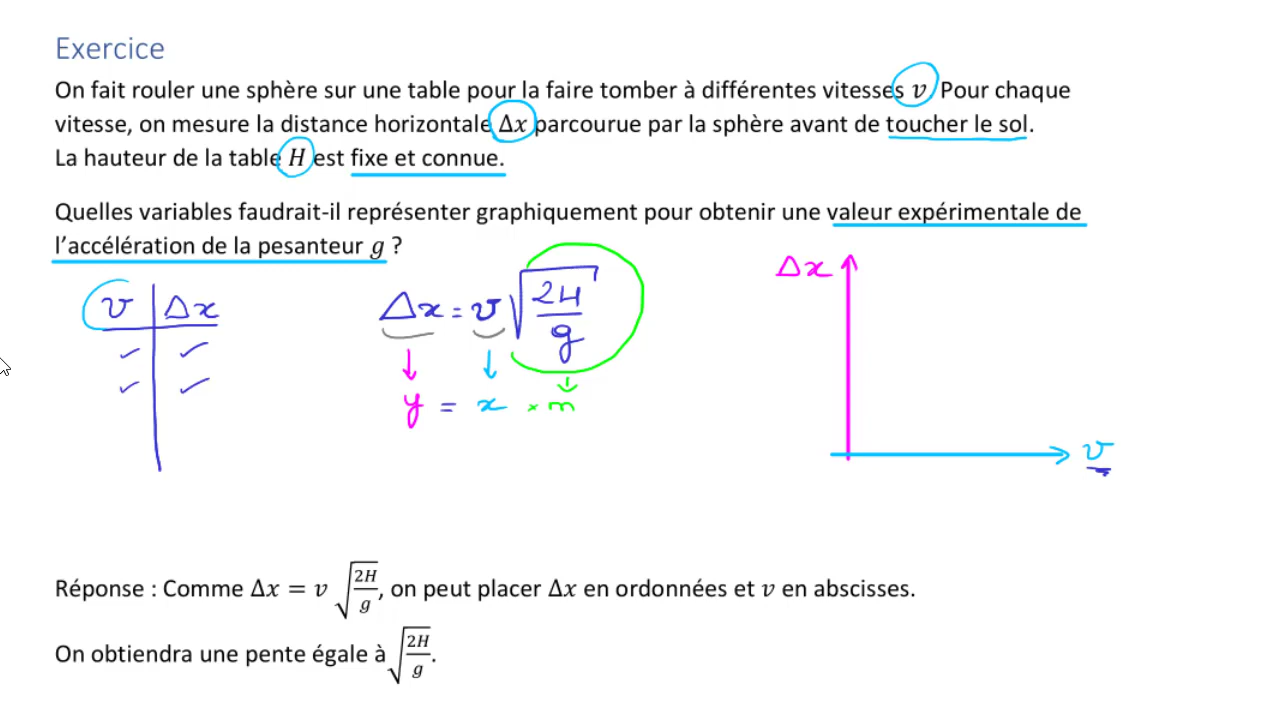 Exercice
On fait rouler une sphère sur une table pour la faire tomber à différentes vitesses v. Pour chaque
vitesse, on mesure la distance horizontale Δx parcourue par la sphère avant de toucher le sol.
La hauteur de la table H est fixe et connue.
Quelles variables faudrait-il représenter graphiquement pour obtenir une valeur expérimentale de
l'accélération de la pesanteur g ?
v | Δx
✓ ✓
✓ ✓
Δx = v √(2H/g)
y = x · m
Δx
v
Réponse : Comme Δx = v √(2H/g), on peut placer Δx en ordonnées et v en abscisses.
On obtiendra une pente égale à √(2H/g).